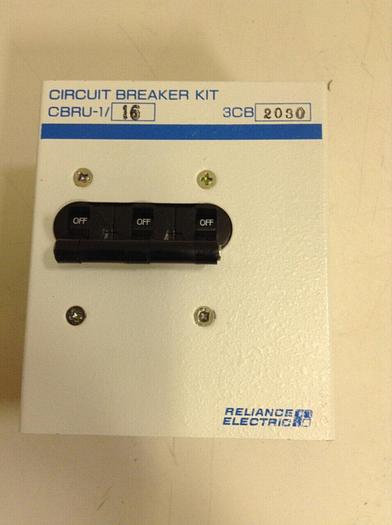 CIRCUIT BREAKER KIT
CBRU-1/ 16 3CB 2030
OFF OFF OFF
RELIANCE
ELECTRIC